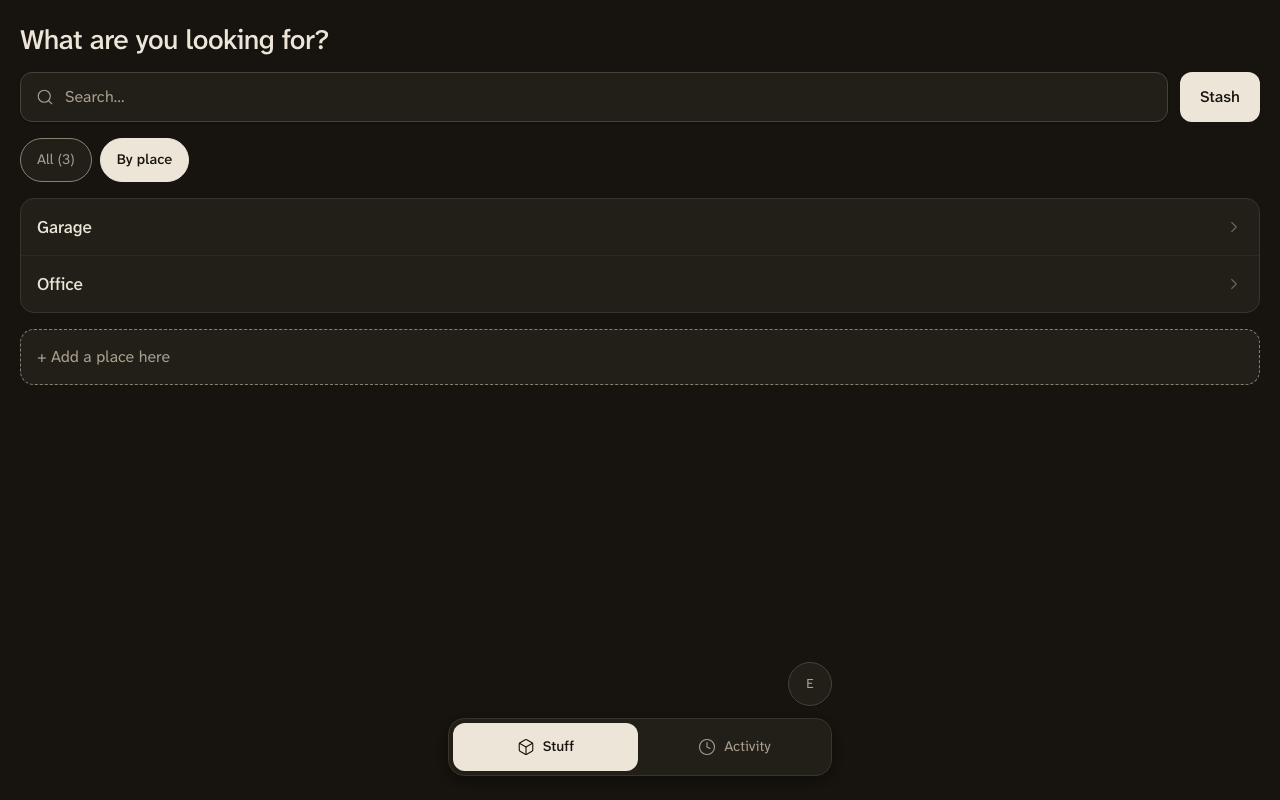 What are you looking for?
Search...
Stash
All (3)
By place
Garage
Office
+ Add a place here
E
Stuff
Activity